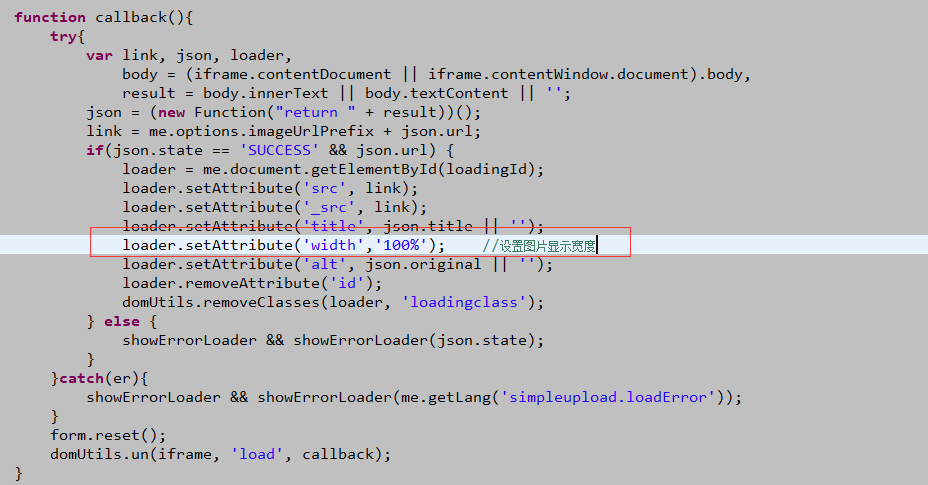 function callback(){
    try{
        var link, json, loader,
            body = (iframe.contentDocument || iframe.contentWindow.document).body,
            result = body.innerText || body.textContent || '';
        json = (new Function("return " + result))();
        link = me.options.imageUrlPrefix + json.url;
        if(json.state == 'SUCCESS' && json.url) {
            loader = me.document.getElementById(loadingId);
            loader.setAttribute('src', link);
            loader.setAttribute('_src', link);
            loader.setAttribute('title', json.title || '');
            loader.setAttribute('width','100%');    //设置图片显示宽度
            loader.setAttribute('alt', json.original || '');
            loader.removeAttribute('id');
            domUtils.removeClasses(loader, 'loadingclass');
        } else {
            showErrorLoader && showErrorLoader(json.state);
        }
    }catch(er){
        showErrorLoader && showErrorLoader(me.getLang('simpleupload.loadError'));
    }
    form.reset();
    domUtils.un(iframe, 'load', callback);
}